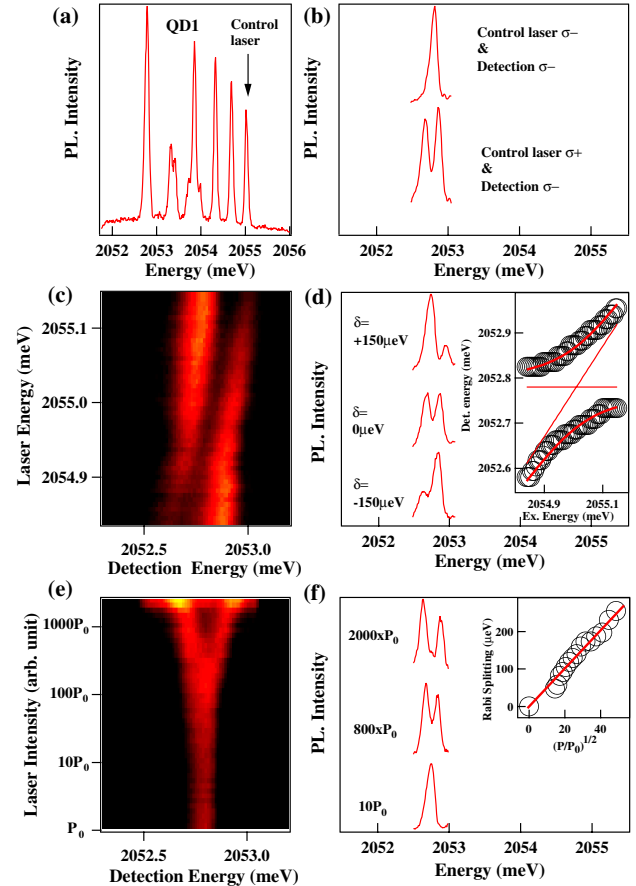 (a)
QD1
Control
laser
PL. Intensity
2052 2053 2054 2055 2056
Energy (meV)
(b)
Control laser σ−
&
Detection σ−
Control laser σ+
&
Detection σ−
PL. Intensity
2052 2053 2054 2055
Energy (meV)
(c)
Laser Energy (meV)
2055.1
2055.0
2054.9
2052.5 2053.0
Detection Energy (meV)
(d)
PL. Intensity
δ=
+150μeV
δ=
0μeV
δ=
-150μeV
Det. energy (meV)
2052.9
2052.8
2052.7
2052.6
2054.9 2055.1
Ex. Energy (meV)
2052 2053 2054 2055
Energy (meV)
(e)
Laser Intensity (arb. unit)
1000P₀
100P₀
10P₀
P₀
2052.5 2053.0
Detection Energy (meV)
(f)
PL. Intensity
2000xP₀
800xP₀
10P₀
Rabi Splitting (μeV)
200
100
0
0 20 40
(P/P₀)^1/2
2052 2053 2054 2055
Energy (meV)